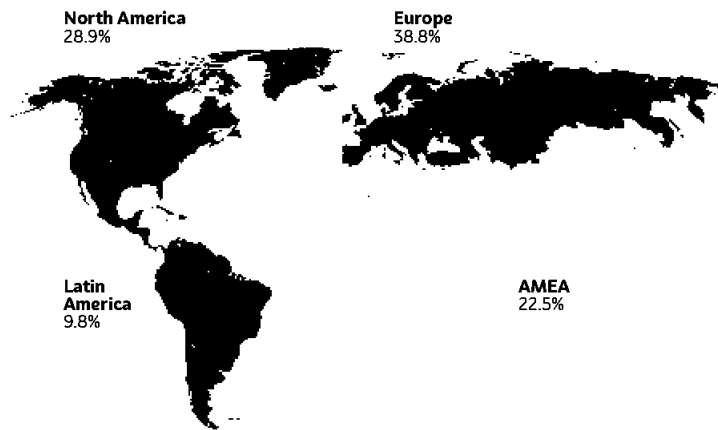 North America
28.9%
Europe
38.8%
Latin
America
9.8%
AMEA
22.5%